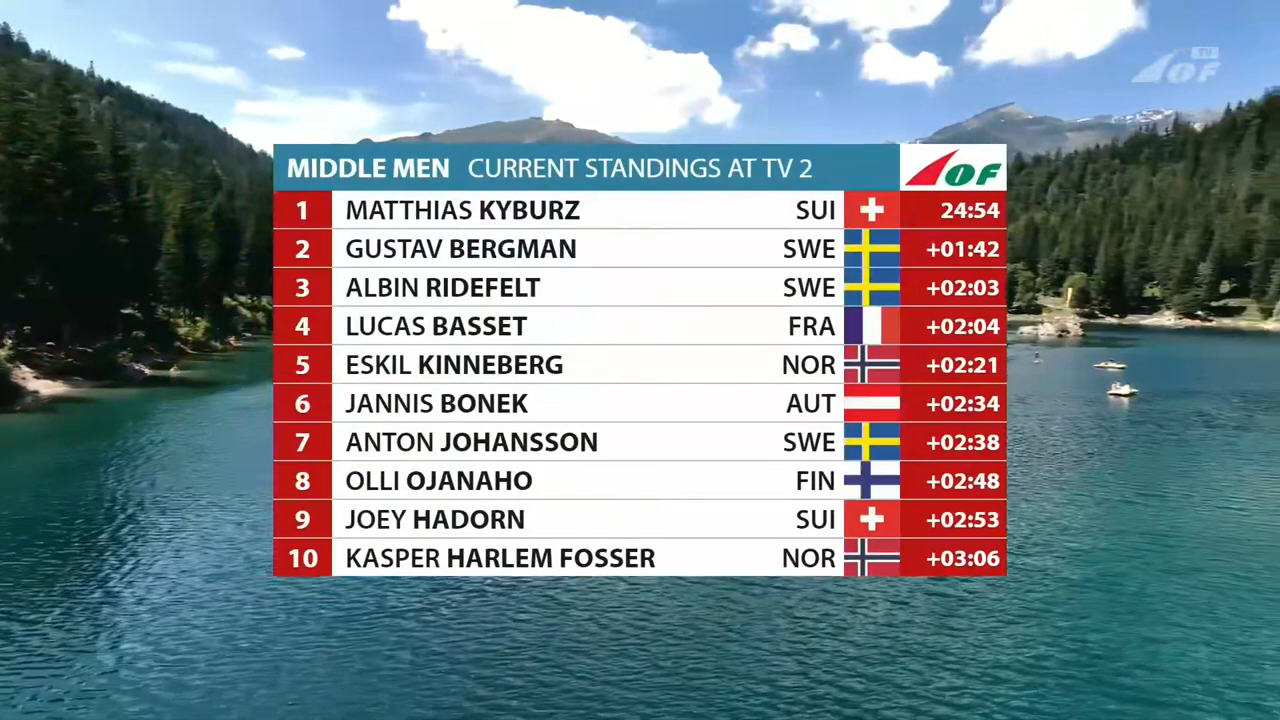 TV
IOF
MIDDLE MEN CURRENT STANDINGS AT TV 2
IOF
1 MATTHIAS KYBURZ SUI 24:54
2 GUSTAV BERGMAN SWE +01:42
3 ALBIN RIDEFELT SWE +02:03
4 LUCAS BASSET FRA +02:04
5 ESKIL KINNEBERG NOR +02:21
6 JANNIS BONEK AUT +02:34
7 ANTON JOHANSSON SWE +02:38
8 OLLI OJANAHO FIN +02:48
9 JOEY HADORN SUI +02:53
10 KASPER HARLEM FOSSER NOR +03:06